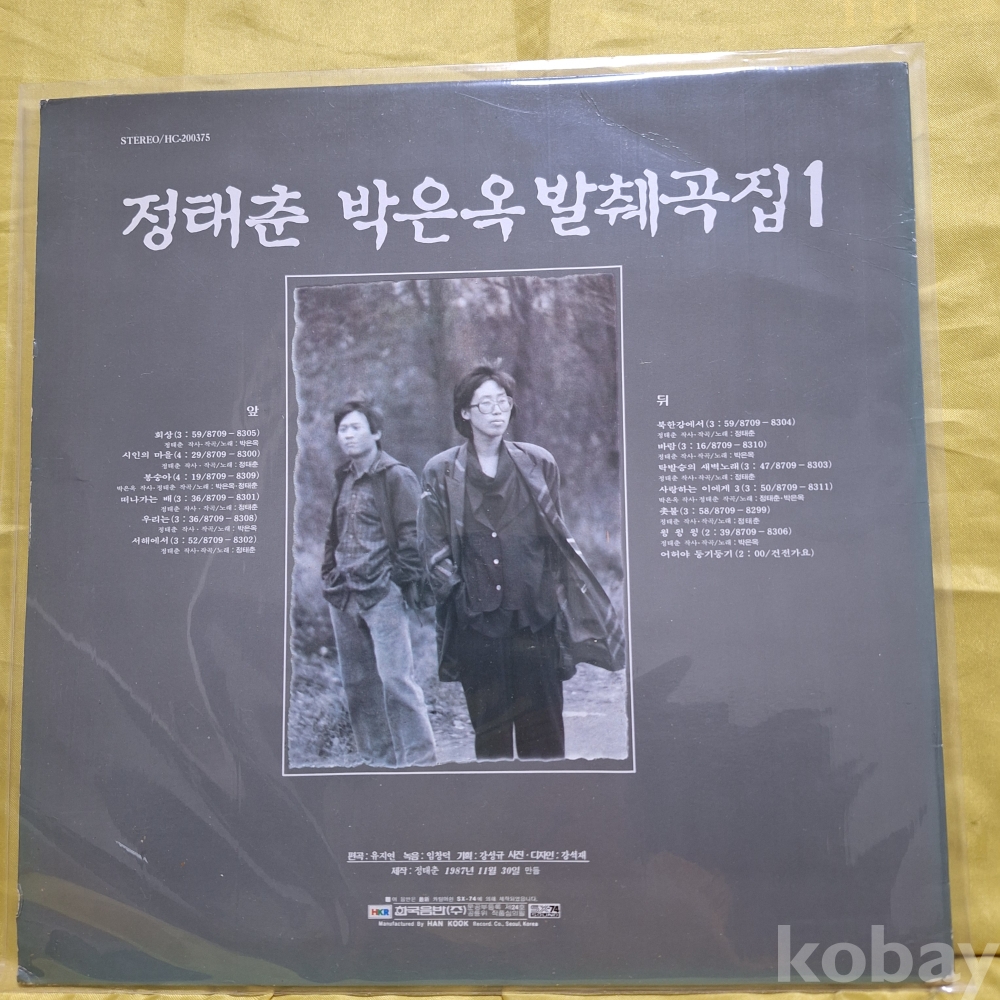 STEREO/HC-200375
정태춘 박은옥 발췌곡집 1
앞
회상(3 : 59/8709-8305)
정태춘 작사·작곡/노래 : 박은옥
시인의 마을(4 : 29/8709-8300)
정태춘 작사·작곡/노래 : 정태춘
봉숭아(4 : 19/8709-8309)
박은옥 작사·정태춘 작곡/노래 : 박은옥·정태춘
떠나가는 배(3 : 36/8709-8301)
정태춘 작사·작곡/노래 : 정태춘
우리는(3 : 36/8709-8308)
정태춘 작사·작곡/노래 : 박은옥
서해에서(3 : 52/8709-8302)
정태춘 작사·작곡/노래 : 정태춘
뒤
북한강에서(3 : 59/8709-8304)
정태춘 작사·작곡/노래 : 정태춘
바람(3 : 16/8709-8310)
정태춘 작사·작곡/노래 : 박은옥
탁발승의 새벽노래(3 : 47/8709-8303)
정태춘 작사·작곡/노래 : 정태춘
사랑하는 이에게 3(3 : 50/8709-8311)
박은옥 작사·정태춘 작곡/노래 : 정태춘·박은옥
촛불(3 : 58/8709-8299)
정태춘 작사·작곡/노래 : 정태춘
윙 윙 윙(2 : 39/8709-8306)
정태춘 작사·작곡/노래 : 박은옥
어허야 둥기둥기(2 : 00/건전가요)
편곡 : 유지연 녹음 : 임창덕 기획 : 강성규 사진·디자인 : 강석재
제작 : 정태춘 1987년 11월 30일 만듦
SX-74에 의해 제작되었습니다.
HKR 한국음반(주)
Manufactured By HAN KOOK Record. Co., Seoul, Korea
kobay